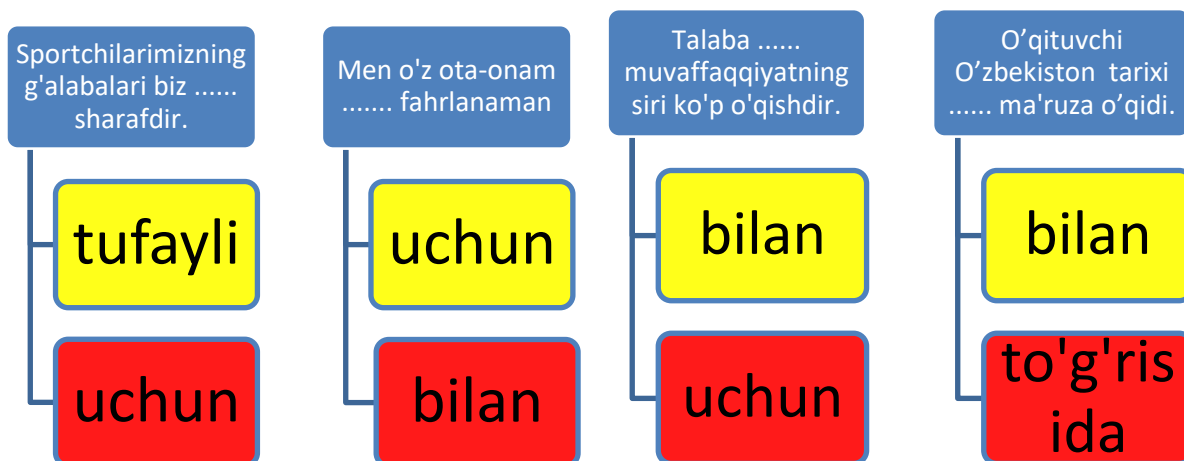 Sportchilarimizning
g'alabalari biz ......
sharafdir.
tufayli
uchun
Men o'z ota-onam
....... fahrlanaman
uchun
bilan
Talaba ......
muvaffaqqiyatning
siri ko'p o'qishdir.
bilan
uchun
O’qituvchi
O’zbekiston tarixi
...... ma'ruza o’qidi.
bilan
to'g'ris
ida